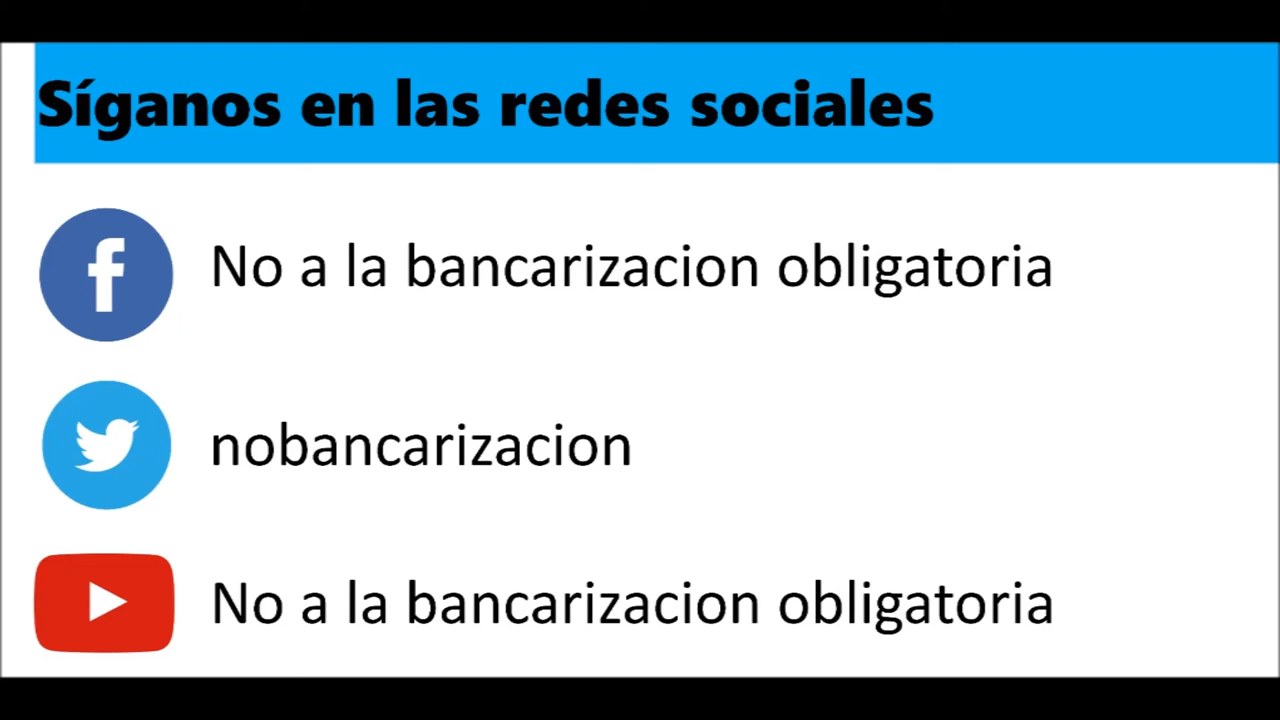 Síganos en las redes sociales
f
No a la bancarizacion obligatoria
nobancarizacion
No a la bancarizacion obligatoria